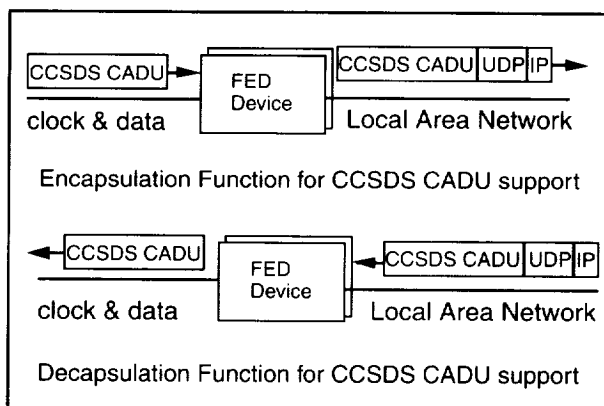 CCSDS CADU
FED
Device
CCSDS CADU UDP IP
clock & data
Local Area Network
Encapsulation Function for CCSDS CADU support
CCSDS CADU
FED
Device
CCSDS CADU UDP IP
clock & data
Local Area Network
Decapsulation Function for CCSDS CADU support